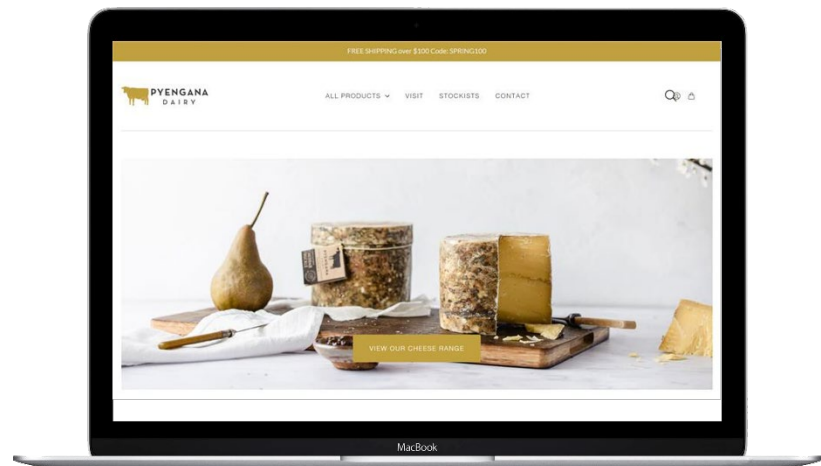 FREE SHIPPING over $100 Code: SPRING100
PYENGANA
DAIRY
ALL PRODUCTS
VISIT
STOCKISTS
CONTACT
VIEW OUR CHEESE RANGE
MacBook